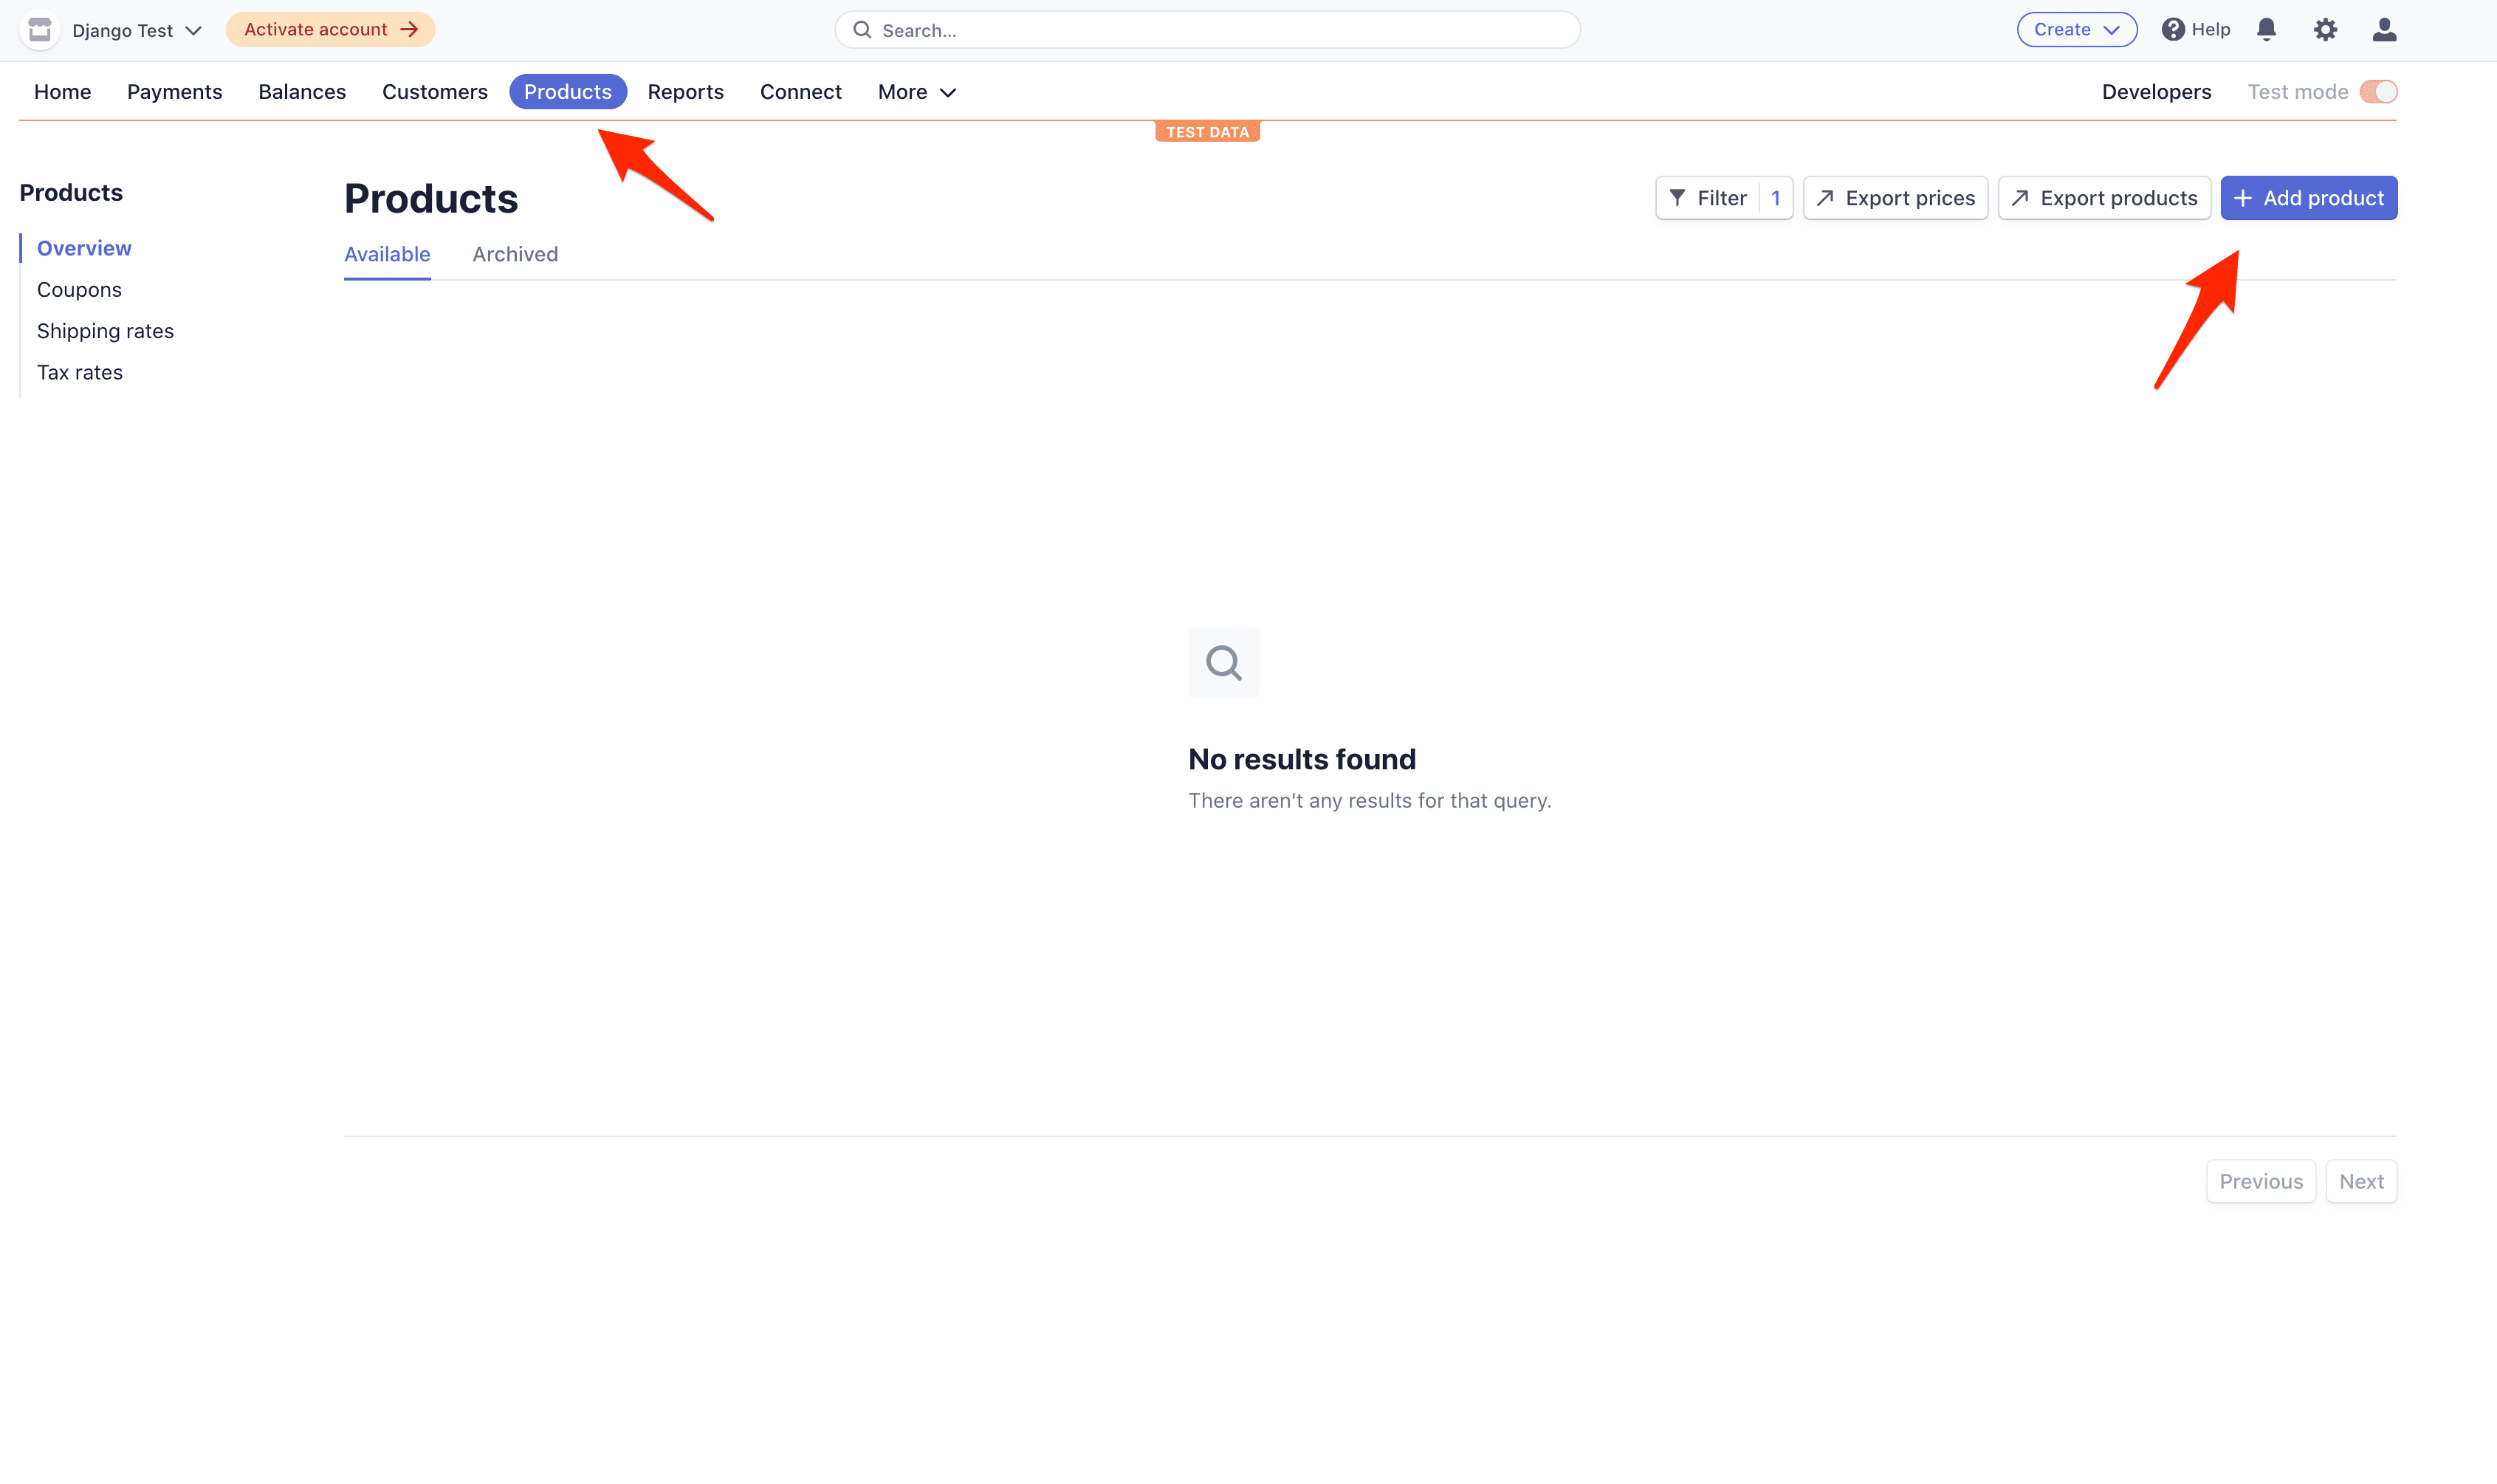 Django Test
Activate account
Search...
Create
Help
Home Payments Balances Customers Products Reports Connect More
Developers Test mode
TEST DATA
Products
Overview
Coupons
Shipping rates
Tax rates
Products
Filter 1
Export prices
Export products
Add product
Available Archived
No results found
There aren't any results for that query.
Previous Next